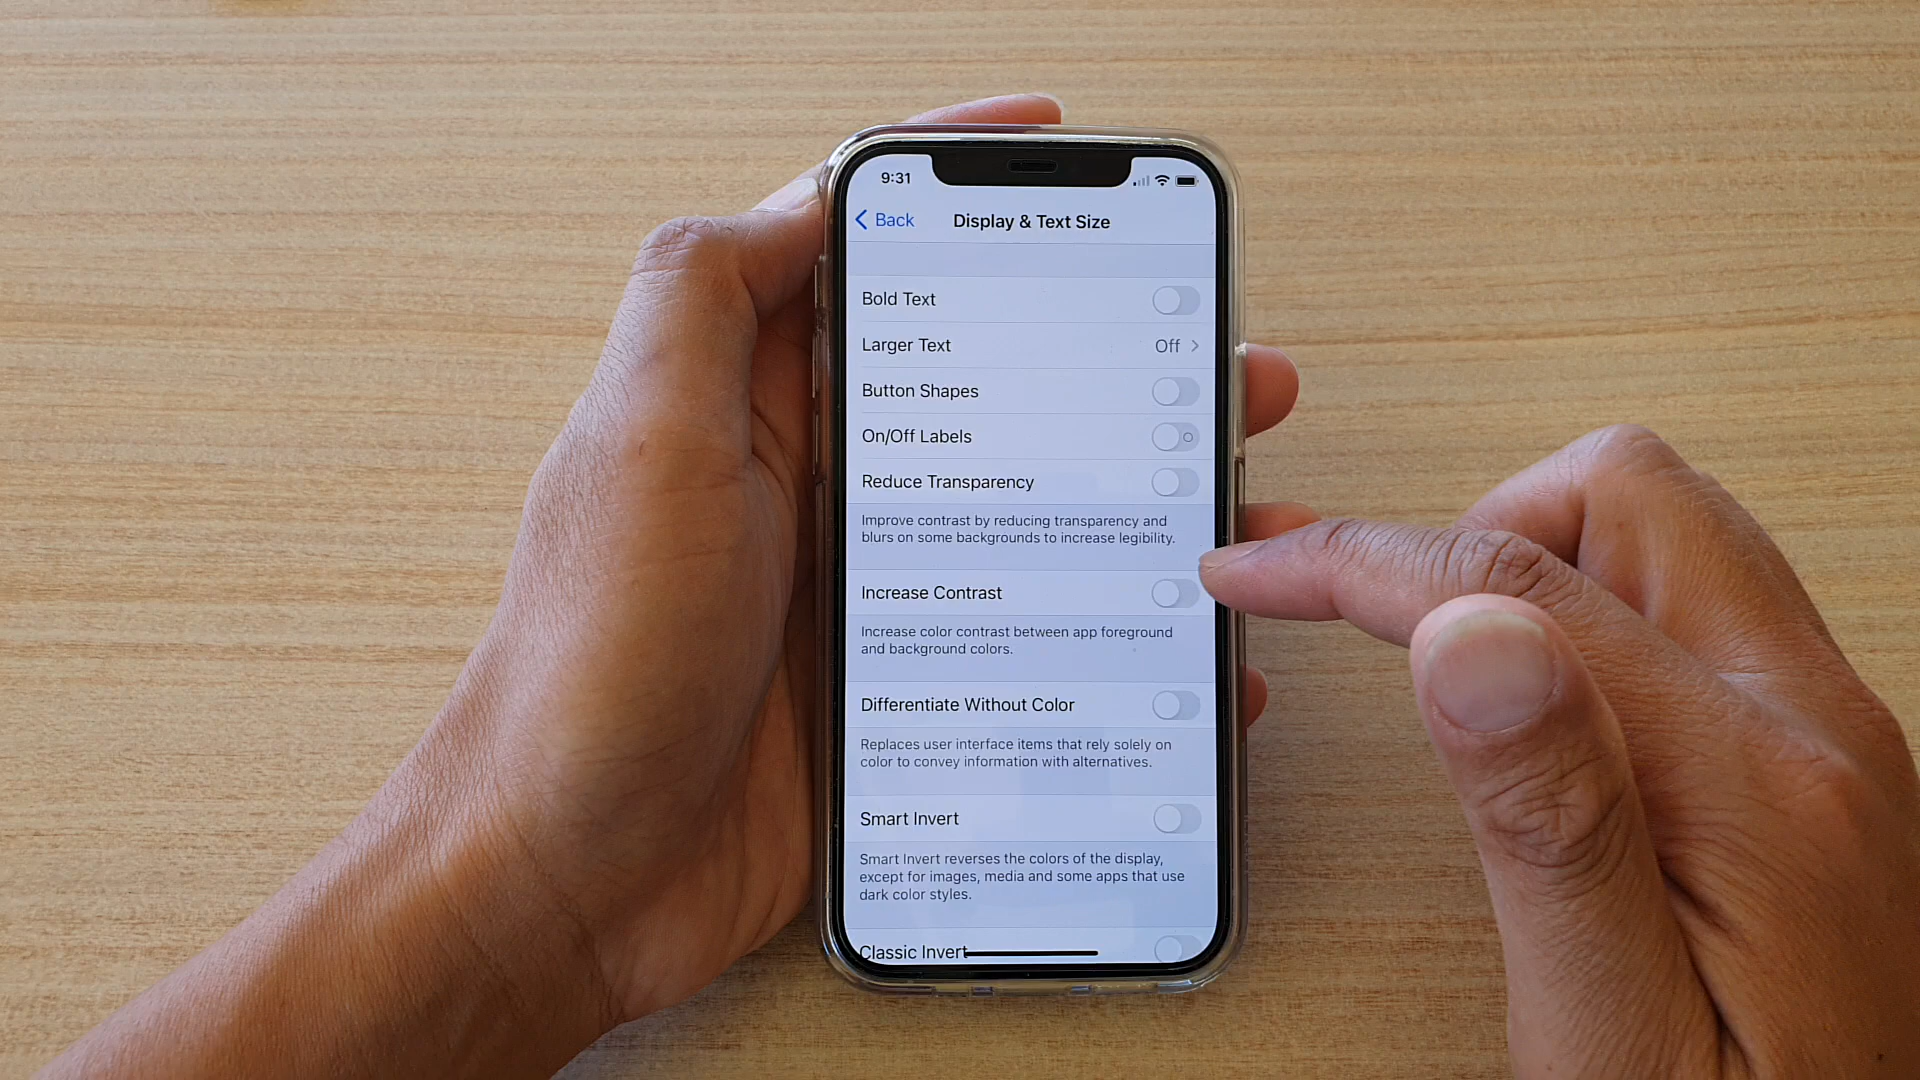 9:31
Back
Display & Text Size
Bold Text
Larger Text Off
Button Shapes
On/Off Labels
Reduce Transparency
Improve contrast by reducing transparency and
blurs on some backgrounds to increase legibility.
Increase Contrast
Increase color contrast between app foreground
and background colors.
Differentiate Without Color
Replaces user interface items that rely solely on
color to convey information with alternatives.
Smart Invert
Smart Invert reverses the colors of the display,
except for images, media and some apps that use
dark color styles.
Classic Invert